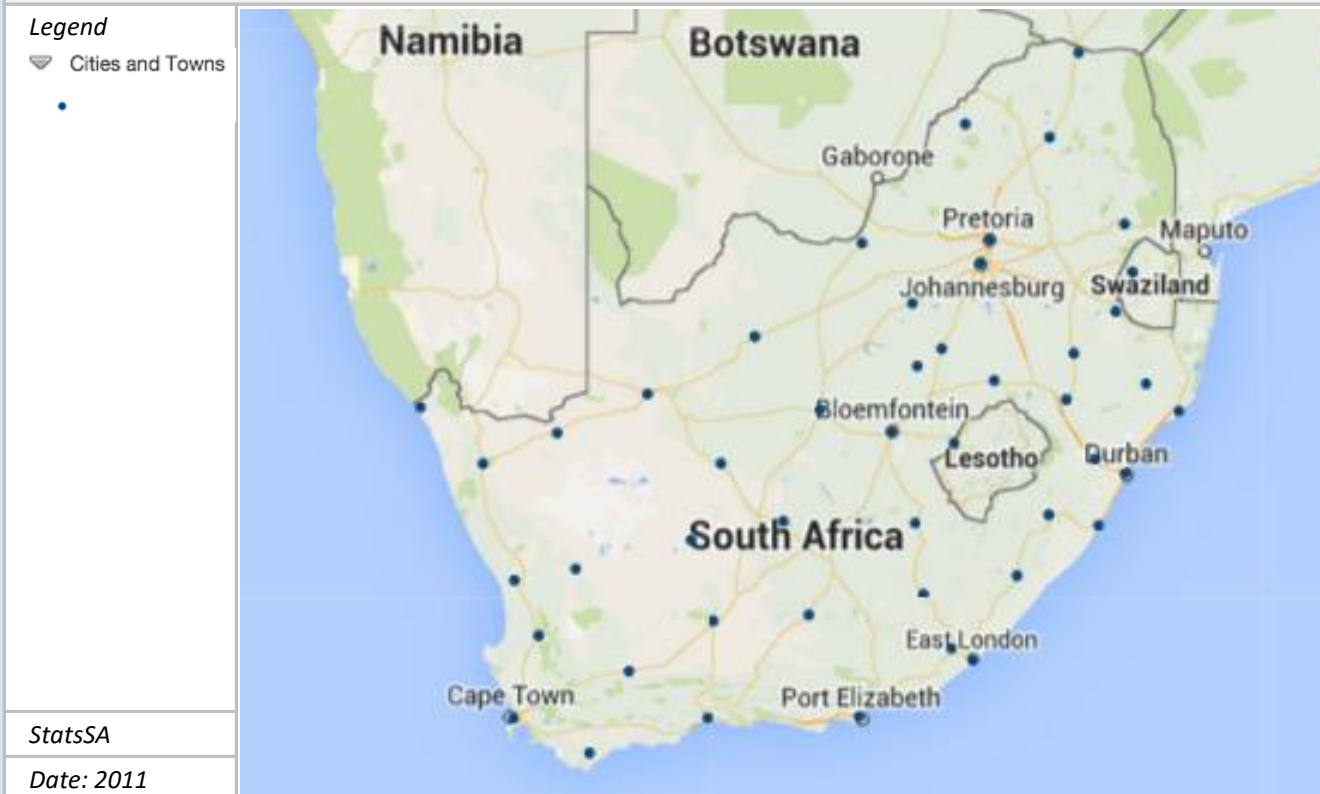 Legend
Cities and Towns
StatsSA
Date: 2011
Namibia
Botswana
Gaborone
Pretoria
Maputo
Johannesburg
Swaziland
Bloemfontein
Lesotho
Durban
South Africa
East London
Cape Town
Port Elizabeth